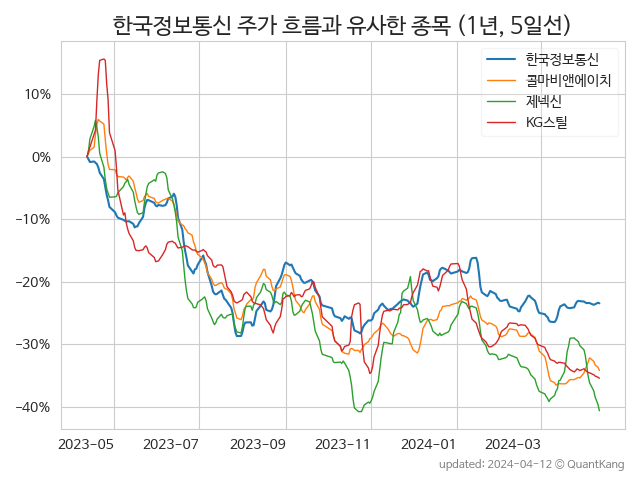 한국정보통신 주가 흐름과 유사한 종목 (1년, 5일선)
한국정보통신
콜마비앤에이치
제넥신
KG스틸
10%
0%
−10%
−20%
−30%
−40%
2023-05 2023-07 2023-09 2023-11 2024-01 2024-03
updated: 2024-04-12 © QuantKang